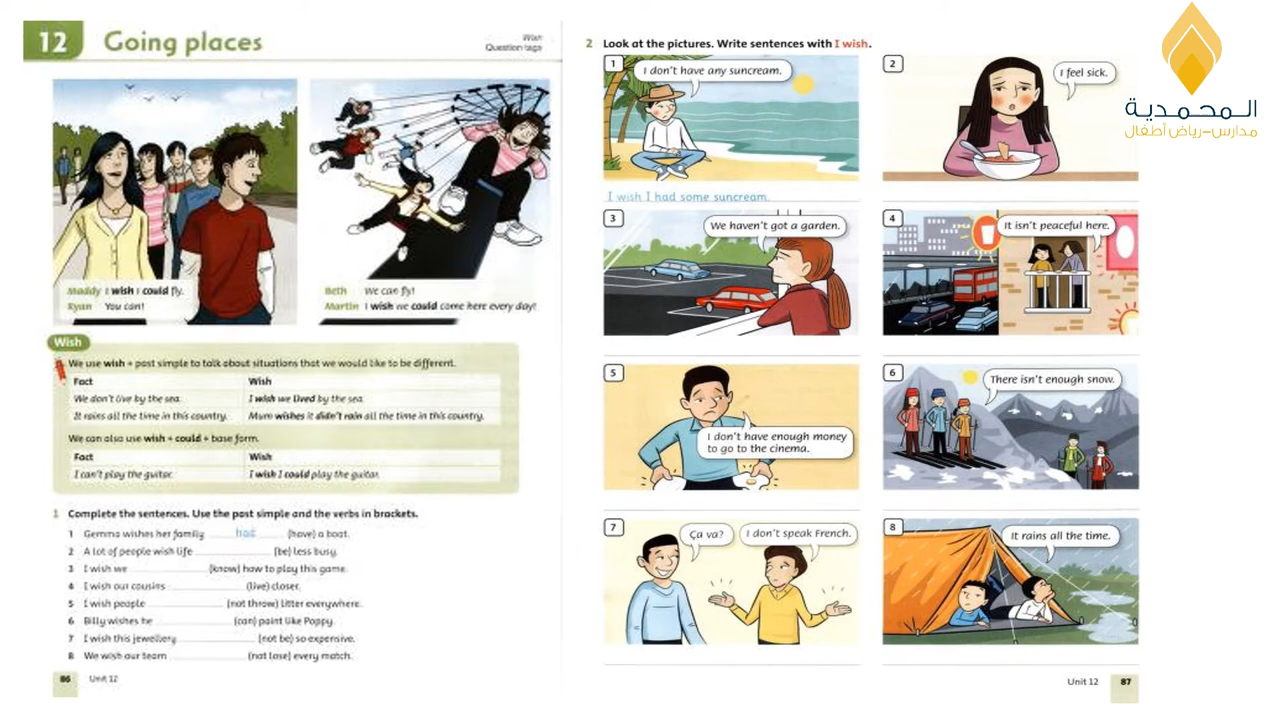 12 Going places
Wish
Question tags
Maddy I wish I could fly.
Ryan You can!
Beth We can fly!
Martin I wish we could come here every day!
Wish
We use wish + past simple to talk about situations that we would like to be different.
Fact Wish
We don't live by the sea. I wish we lived by the sea.
It rains all the time in this country. Mum wishes it didn't rain all the time in this country.
We can also use wish + could + base form.
Fact Wish
I can't play the guitar. I wish I could play the guitar.
1 Complete the sentences. Use the past simple and the verbs in brackets.
1 Gemma wishes her family had (have) a boat.
2 A lot of people wish life (be) less busy.
3 I wish we (know) how to play this game.
4 I wish our cousins (live) closer.
5 I wish people (not throw) litter everywhere.
6 Billy wishes he (can) paint like Poppy.
7 I wish this jewellery (not be) so expensive.
8 We wish our team (not lose) every match.
86 Unit 12
2 Look at the pictures. Write sentences with I wish.
1 I don't have any suncream.
I wish I had some suncream.
2 I feel sick.
3 We haven't got a garden.
4 It isn't peaceful here.
5 I don't have enough money
to go to the cinema.
6 There isn't enough snow.
7 Ça va? I don't speak French.
8 It rains all the time.
Unit 12 87
المحمدية
مدارس-رياض أطفال